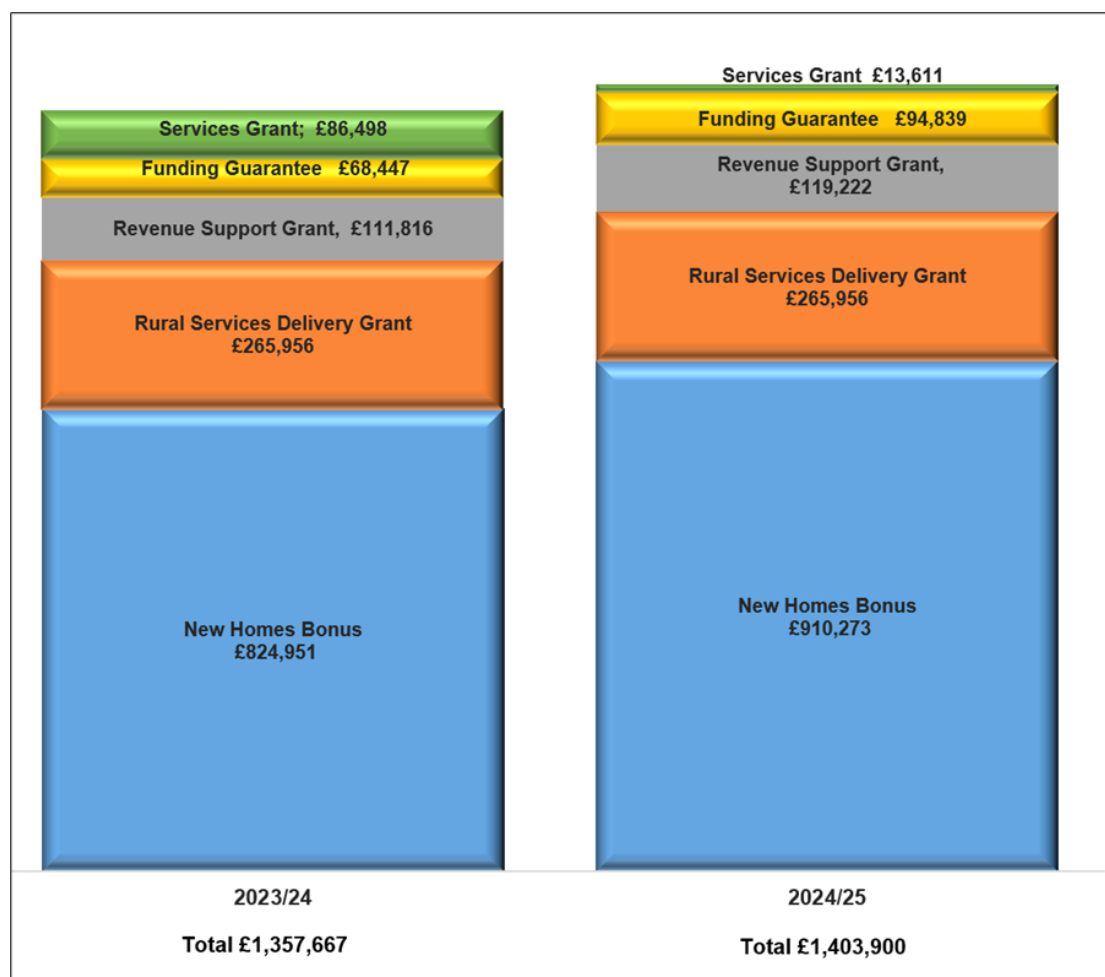 Services Grant; £86,498
Funding Guarantee £68,447
Revenue Support Grant, £111,816
Rural Services Delivery Grant
£265,956
New Homes Bonus
£824,951
2023/24
Total £1,357,667
Services Grant £13,611
Funding Guarantee £94,839
Revenue Support Grant,
£119,222
Rural Services Delivery Grant
£265,956
New Homes Bonus
£910,273
2024/25
Total £1,403,900